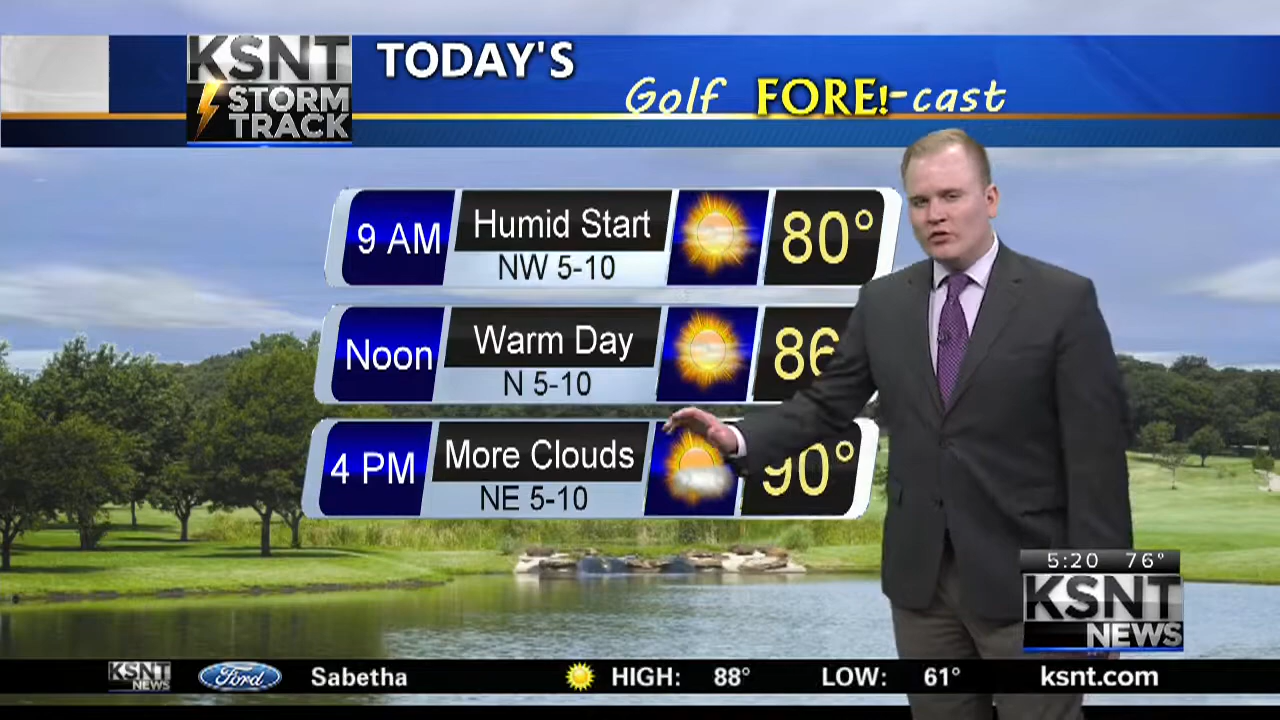 KSNT
STORM
TRACK
TODAY'S
Golf FORE!-cast
9 AM
Humid Start
NW 5-10
80°
Noon
Warm Day
N 5-10
86
4 PM
More Clouds
NE 5-10
90°
5:20 76°
KSNT
NEWS
KSNT NEWS Ford Sabetha HIGH: 88° LOW: 61° ksnt.com